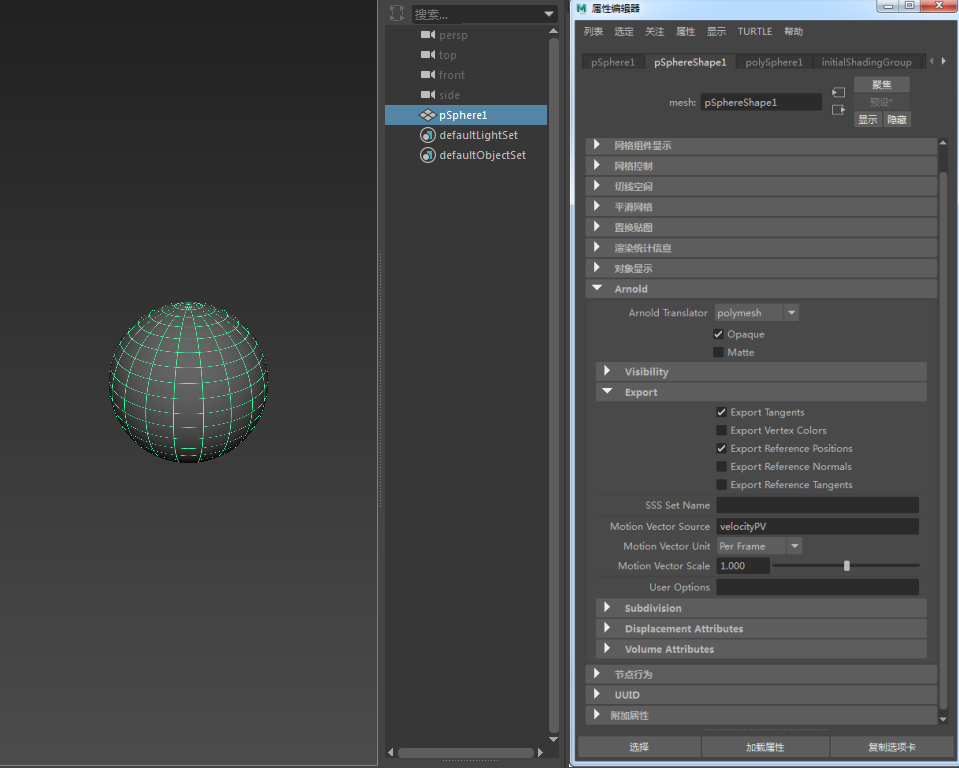 搜索...
persp
top
front
side
pSphere1
defaultLightSet
defaultObjectSet
属性编辑器
列表 选定 关注 属性 显示 TURTLE 帮助
pSphere1 pSphereShape1 polySphere1 initialShadingGroup
聚焦
mesh: pSphereShape1
预设*
显示 隐藏
网格组件显示
网格控制
切线空间
平滑网格
置换贴图
渲染统计信息
对象显示
Arnold
Arnold Translator polymesh
Opaque
Matte
Visibility
Export
Export Tangents
Export Vertex Colors
Export Reference Positions
Export Reference Normals
Export Reference Tangents
SSS Set Name
Motion Vector Source velocityPV
Motion Vector Unit Per Frame
Motion Vector Scale 1.000
User Options
Subdivision
Displacement Attributes
Volume Attributes
节点行为
UUID
附加属性
选择 加载属性 复制选项卡